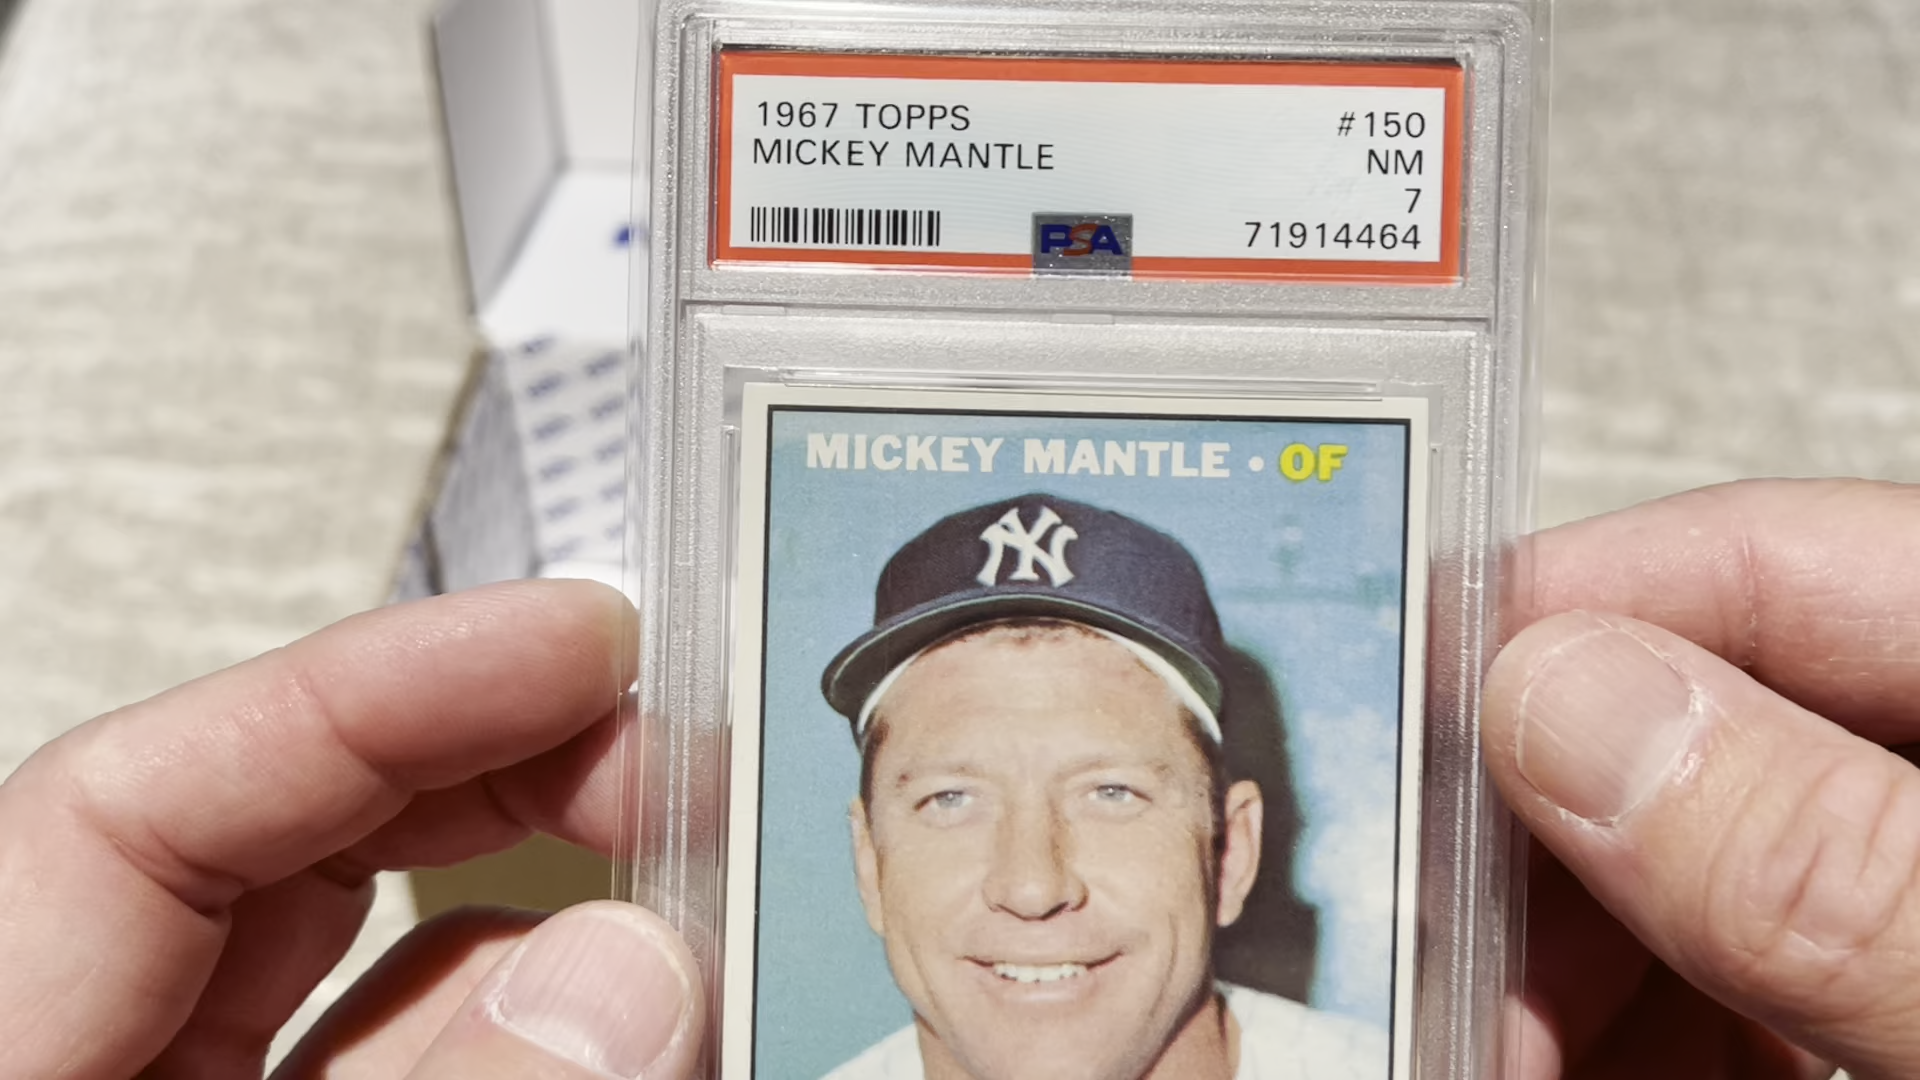 1967 TOPPS #150
MICKEY MANTLE NM
7
PSA 71914464
MICKEY MANTLE • OF
NY